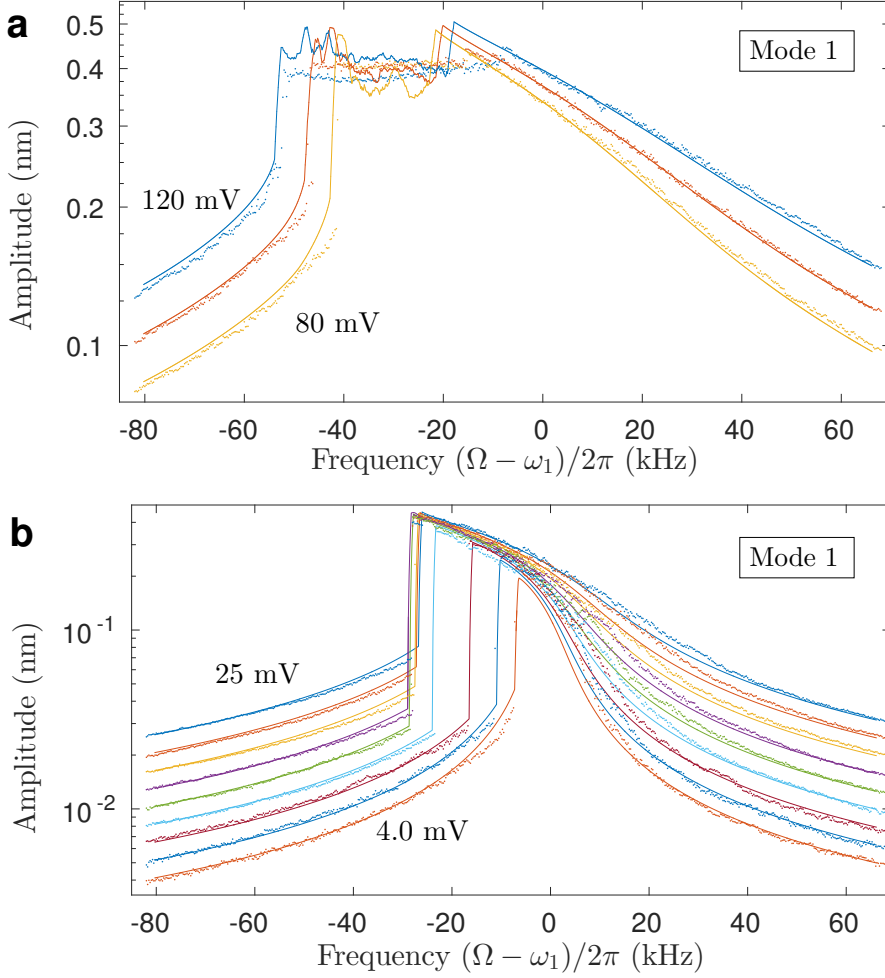 a
Mode 1
0.5
0.4
0.3
0.2
0.1
120 mV
80 mV
Amplitude (nm)
-80 -60 -40 -20 0 20 40 60
Frequency (Ω − ω₁)/2π (kHz)
b
Mode 1
10⁻¹
10⁻²
25 mV
4.0 mV
Amplitude (nm)
-80 -60 -40 -20 0 20 40 60
Frequency (Ω − ω₁)/2π (kHz)